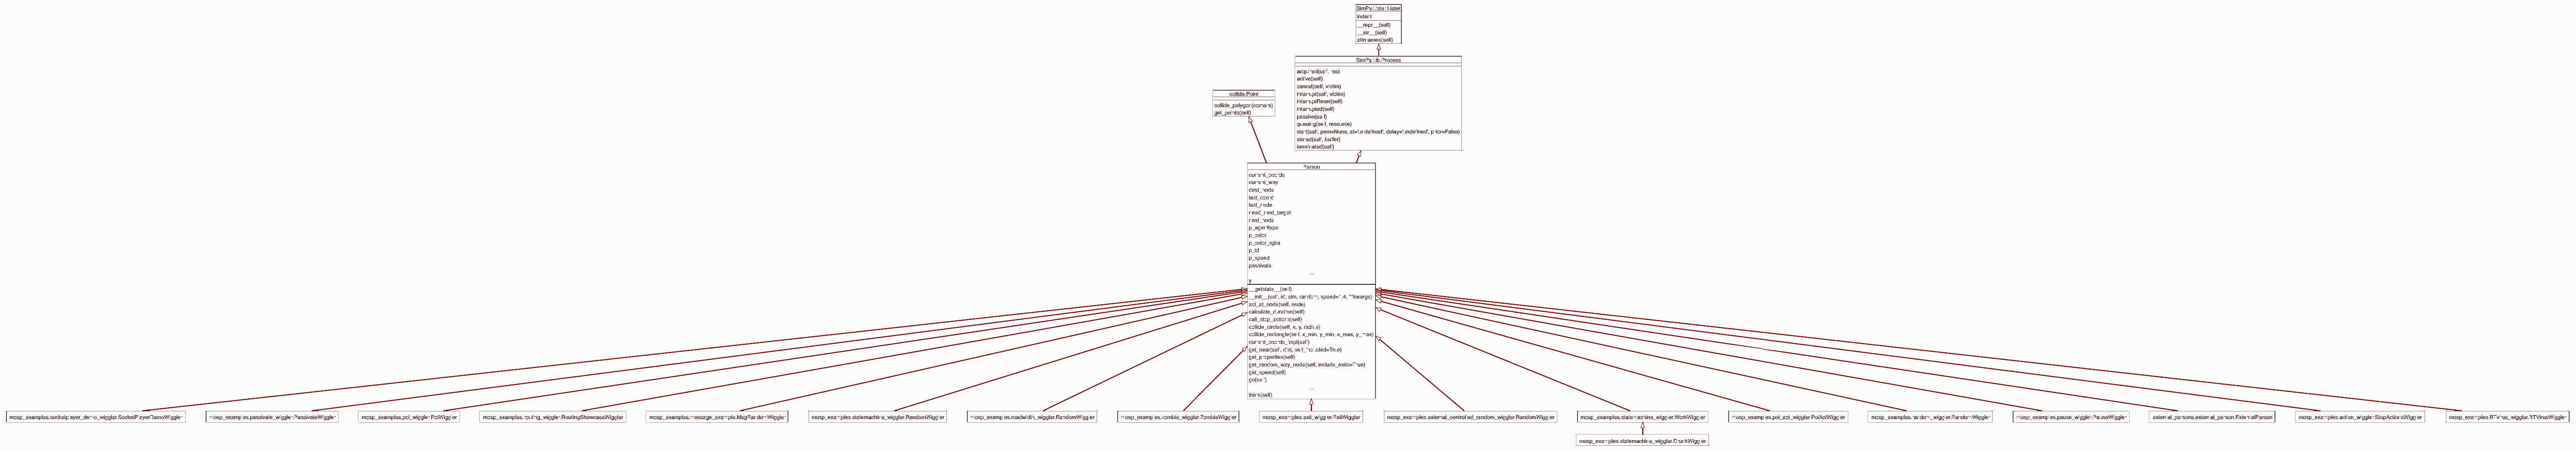 SimPy.Lister.Lister
indent
__repr__(self)
__str__(self)
attrnames(self)
SimPy.Lib.Process
acquired(self, res)
active(self)
cancel(self, victim)
interrupt(self, victim)
interruptReset(self)
interrupted(self)
passive(self)
queuing(self, resource)
start(self, pem=None, at='undefined', delay='undefined', prior=False)
stored(self, buffer)
terminated(self)
collide.Point
collide_polygon(corners)
get_points(self)
Person
current_coords
current_way
dest_node
last_coord
last_node
need_next_target
next_node
p_agenttype
p_color
p_color_rgba
p_id
p_speed
passivate
...
y
__getstate__(self)
__init__(self, id, sim, random, speed=1.4, **kwargs)
act_at_node(self, node)
calculate_duration(self)
call_stop_actions(self)
collide_circle(self, x, y, radius)
collide_rectangle(self, x_min, y_min, x_max, y_max)
current_coords_impl(self)
get_near(self, dist, self_included=True)
get_properties(self)
get_random_way_node(self, include_exits=True)
get_speed(self)
go(self)
...
think(self)
mosp_examples.socketplayer_demo_wiggler.SocketPlayerDemoWiggler
mosp_examples.passivate_wiggler.PassivateWiggler
mosp_examples.poi_wiggler.PoiWiggler
mosp_examples.routing_wiggler.RoutingShowcaseWiggler
mosp_examples.message_example.MsgRandomWiggler
mosp_examples.statemachine_wiggler.RandomWiggler
mosp_examples.roadwidth_wiggler.RandomWiggler
mosp_examples.zombie_wiggler.ZombieWiggler
mosp_examples.exit_wiggler.ExitWiggler
mosp_examples.external_controlled_random_wiggler.RandomWiggler
mosp_examples.statemachine_wiggler.WorkWiggler
mosp_examples.poi_act_wiggler.PoiActWiggler
mosp_examples.random_wiggler.RandomWiggler
mosp_examples.pause_wiggler.PauseWiggler
external_persons.external_person.ExternalPerson
mosp_examples.action_wiggler.StopActionsWiggler
mosp_examples.RTVirus_wiggler.RTVirusWiggler
mosp_examples.statemachine_wiggler.DrunkWiggler